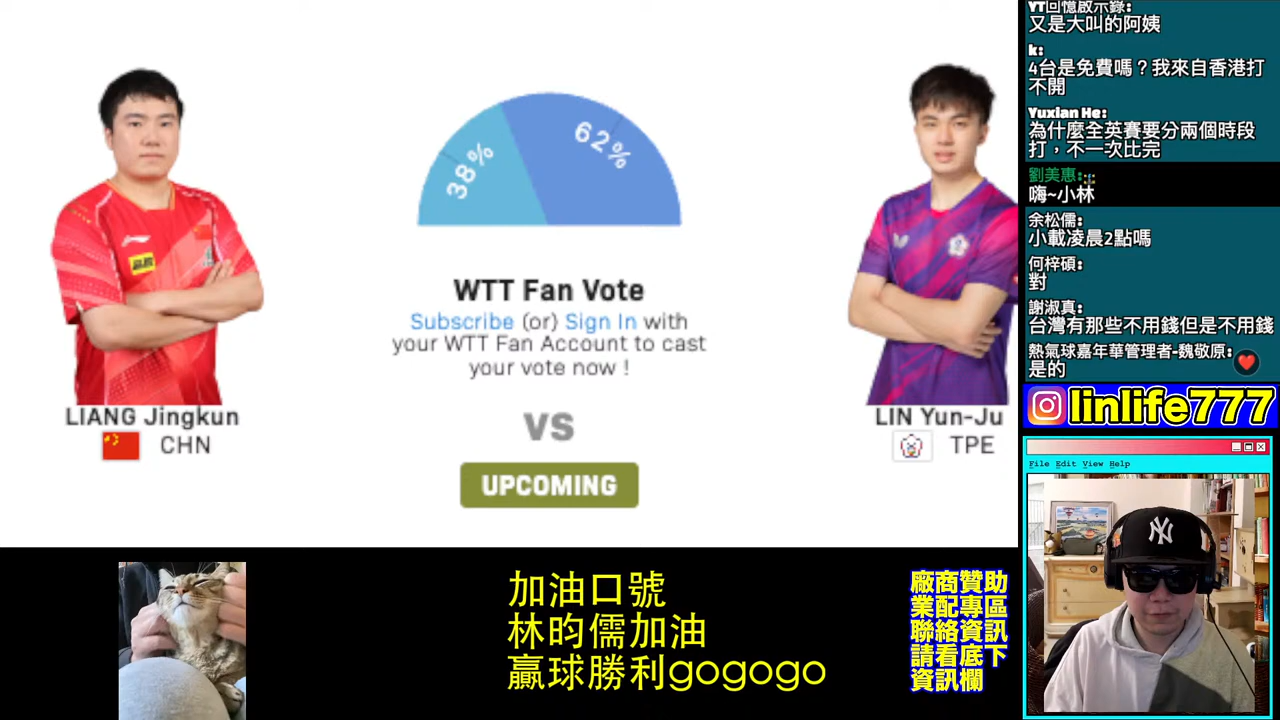 38%
62%
WTT Fan Vote
Subscribe (or) Sign In with
your WTT Fan Account to cast
your vote now !
LIANG Jingkun
CHN
VS
LIN Yun-Ju
TPE
UPCOMING
加油口號
林昀儒加油
贏球勝利gogogo
廠商贊助
業配專區
聯絡資訊
請看底下
資訊欄
YT回憶啟示錄:
又是大叫的阿姨
k:
4台是免費嗎？我來自香港打
不開
Yuxian He:
為什麼全英賽要分兩個時段
打，不一次比完
劉美惠:
嗨~小林
余松儒:
小載凌晨2點嗎
何梓碩:
對
謝淑真:
台灣有那些不用錢但是不用錢
熱氣球嘉年華管理者-魏敬原:
是的
linlife777
File Edit View Help